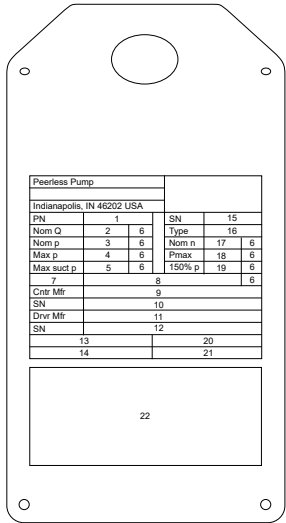 Peerless Pump
Indianapolis, IN 46202 USA
PN 1 SN 15
Nom Q 2 6 Type 16
Nom p 3 6 Nom n 17 6
Max p 4 6 Pmax 18 6
Max suct p 5 6 150% p 19 6
7 8 6
Cntr Mfr 9
SN 10
Drvr Mfr 11
SN 12
13 20
14 21
22